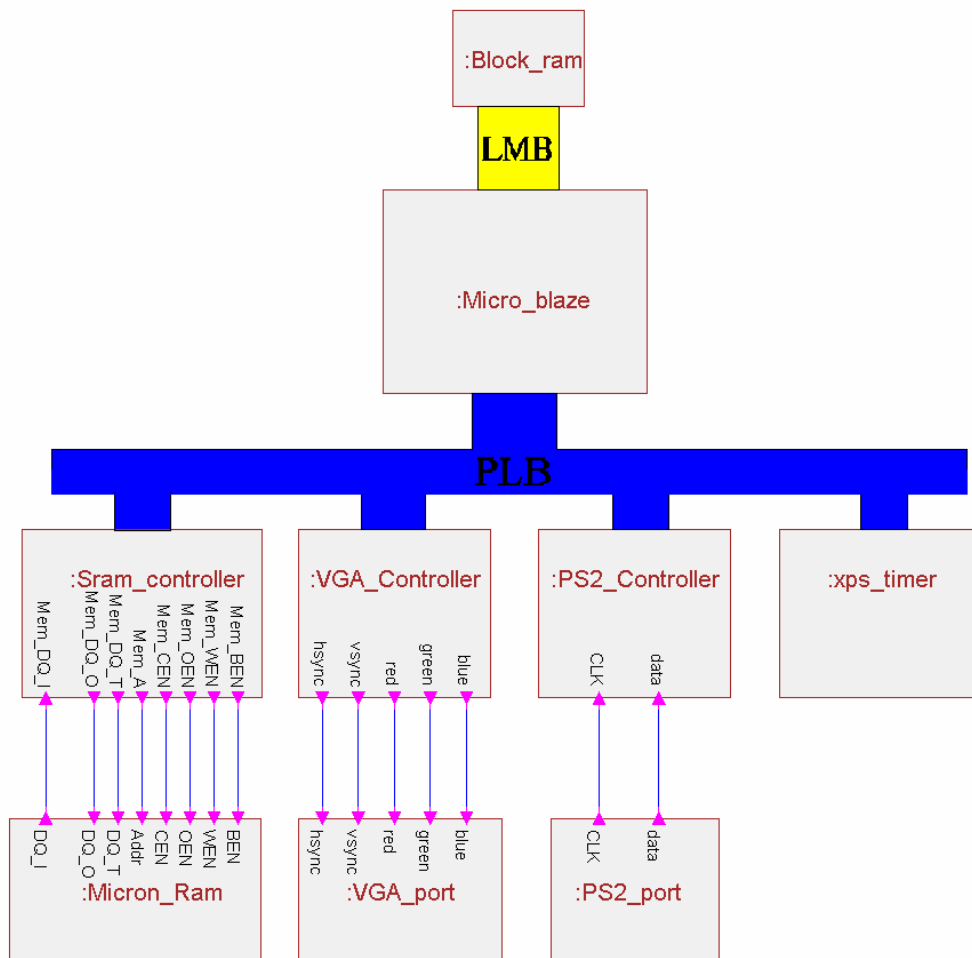 :Block_ram
LMB
:Micro_blaze
PLB
:Sram_controller
:VGA_Controller
:PS2_Controller
:xps_timer
Mem_DQ_I
Mem_DQ_O
Mem_DQ_T
Mem_A
Mem_CEN
Mem_OEN
Mem_WEN
Mem_BEN
hsync
vsync
red
green
blue
CLK
data
DQ_I
DQ_O
DQ_T
Addr
CEN
OEN
WEN
BEN
hsync
vsync
red
green
blue
CLK
data
:Micron_Ram
:VGA_port
:PS2_port